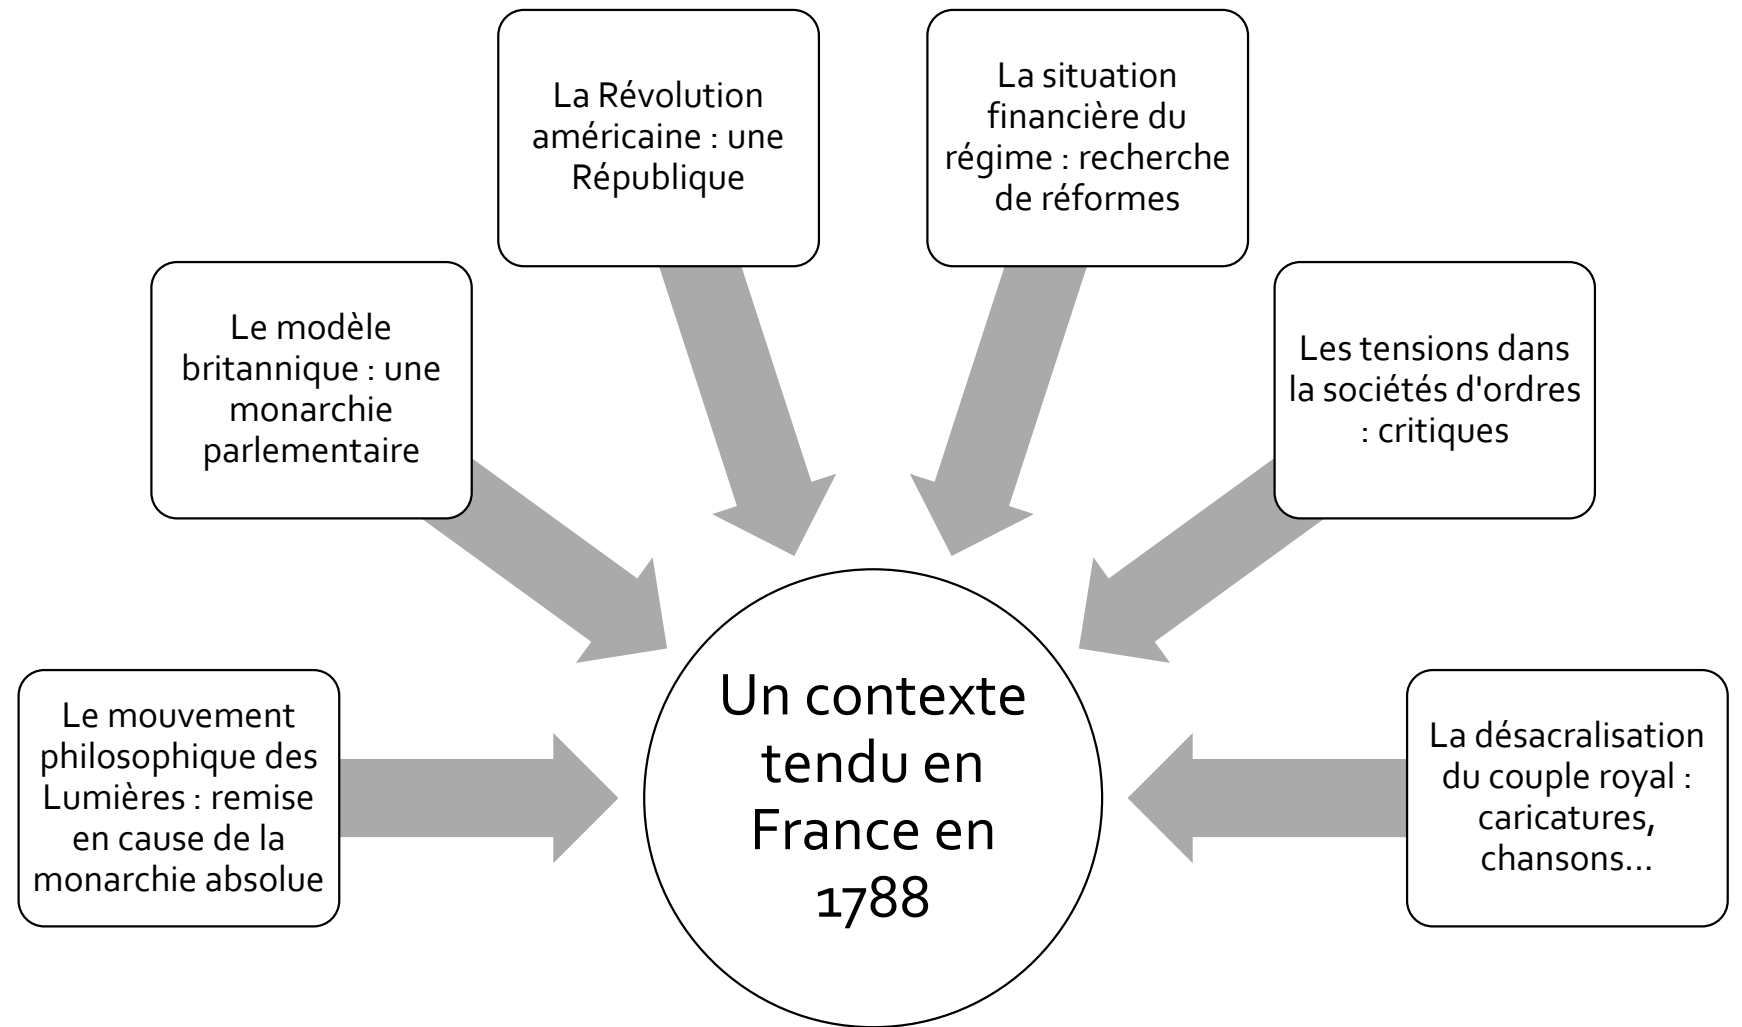 La Révolution
américaine : une
République
La situation
financière du
régime : recherche
de réformes
Le modèle
britannique : une
monarchie
parlementaire
Les tensions dans
la sociétés d'ordres
: critiques
Le mouvement
philosophique des
Lumières : remise
en cause de la
monarchie absolue
Un contexte
tendu en
France en
1788
La désacralisation
du couple royal :
caricatures,
chansons...